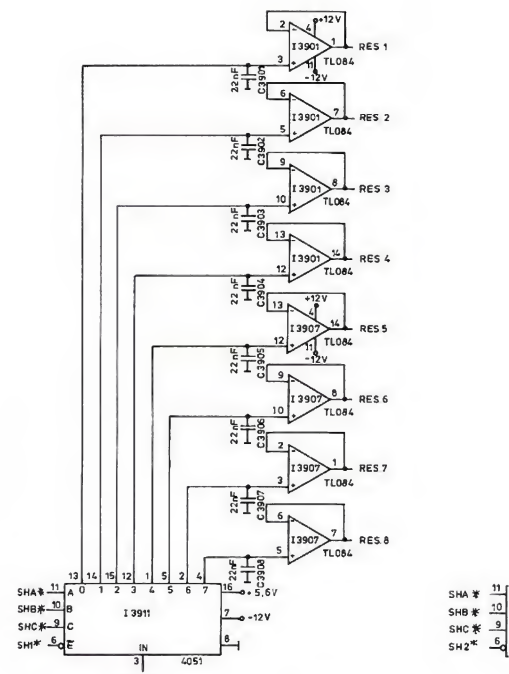 2 4 +12V
I3901 1 RES 1
3 11 TL084
-12V
22nF C3901
6
I3901 7 RES 2
5 TL084
22nF C3902
9
I3901 8 RES 3
10 TL084
22nF C3903
13
I3901 14 RES 4
12 TL084
22nF C3904
+12V
13 4
I3907 14 RES 5
12 11 TL084
-12V
22nF C3905
9
I3907 8 RES 6
10 TL084
22nF C3906
2
I3907 1 RES 7
3 TL084
22nF C3907
6
I3907 7 RES 8
5 TL084
22nF C3908
13 14 15 12 1 5 2 4
0 1 2 3 4 5 6 7 16 +5,6V
SHA* 11 A
SHB* 10 B I3911 7 -12V
SHC* 9 C
SH1* 6 E IN 8
3 4051
SHA* 11
SHB* 10
SHC* 9
SH2* 6